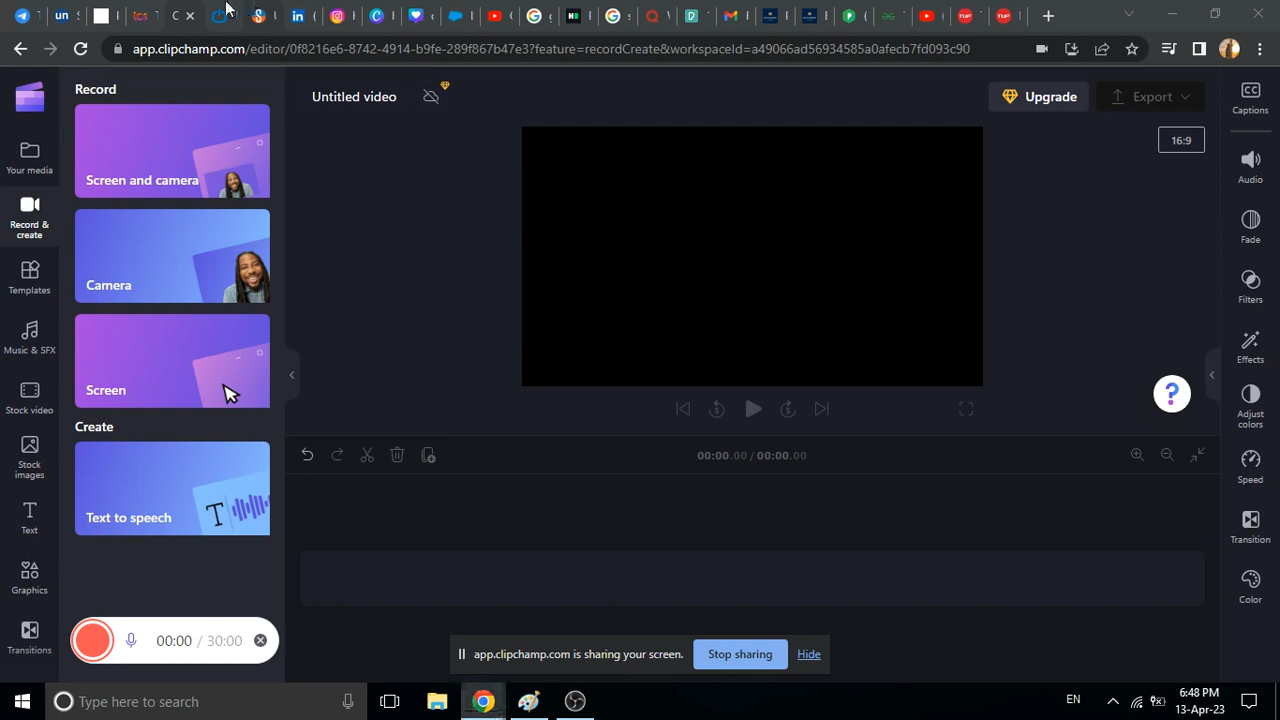 un
S
C
in
C
G
H
G
P
TUF
TUF
app.clipchamp.com/editor/0f8216e6-8742-4914-b9fe-289f867b47e3?feature=recordCreate&workspaceId=a49066ad56934585a0afecb7fd093c90
Record
Screen and camera
Camera
Screen
Create
Text to speech
00:00 / 30:00
Your media
Record &
create
Templates
Music & SFX
Stock video
Stock
images
Text
Graphics
Transitions
Untitled video
Upgrade
Export
16:9
00:00.00 / 00:00.00
app.clipchamp.com is sharing your screen.
Stop sharing
Hide
Captions
Audio
Fade
Filters
Effects
Adjust
colors
Speed
Transition
Color
Type here to search
EN
6:48 PM
13-Apr-23